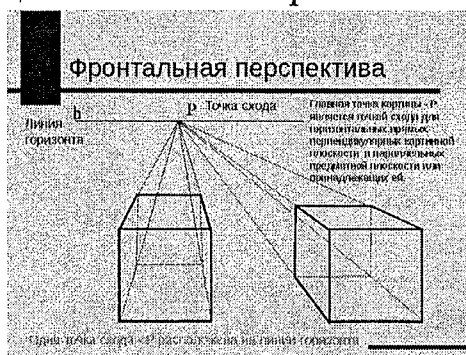 Фронтальная перспектива
h
P Точка схода
Линия
горизонта
Главная точка картины - P
является точкой схода для
горизонтальных прямых,
перпендикулярных картинной
плоскости и параллельных
предметной плоскости или
принадлежащих ей.
Одна точка схода - P расположена на линии горизонта